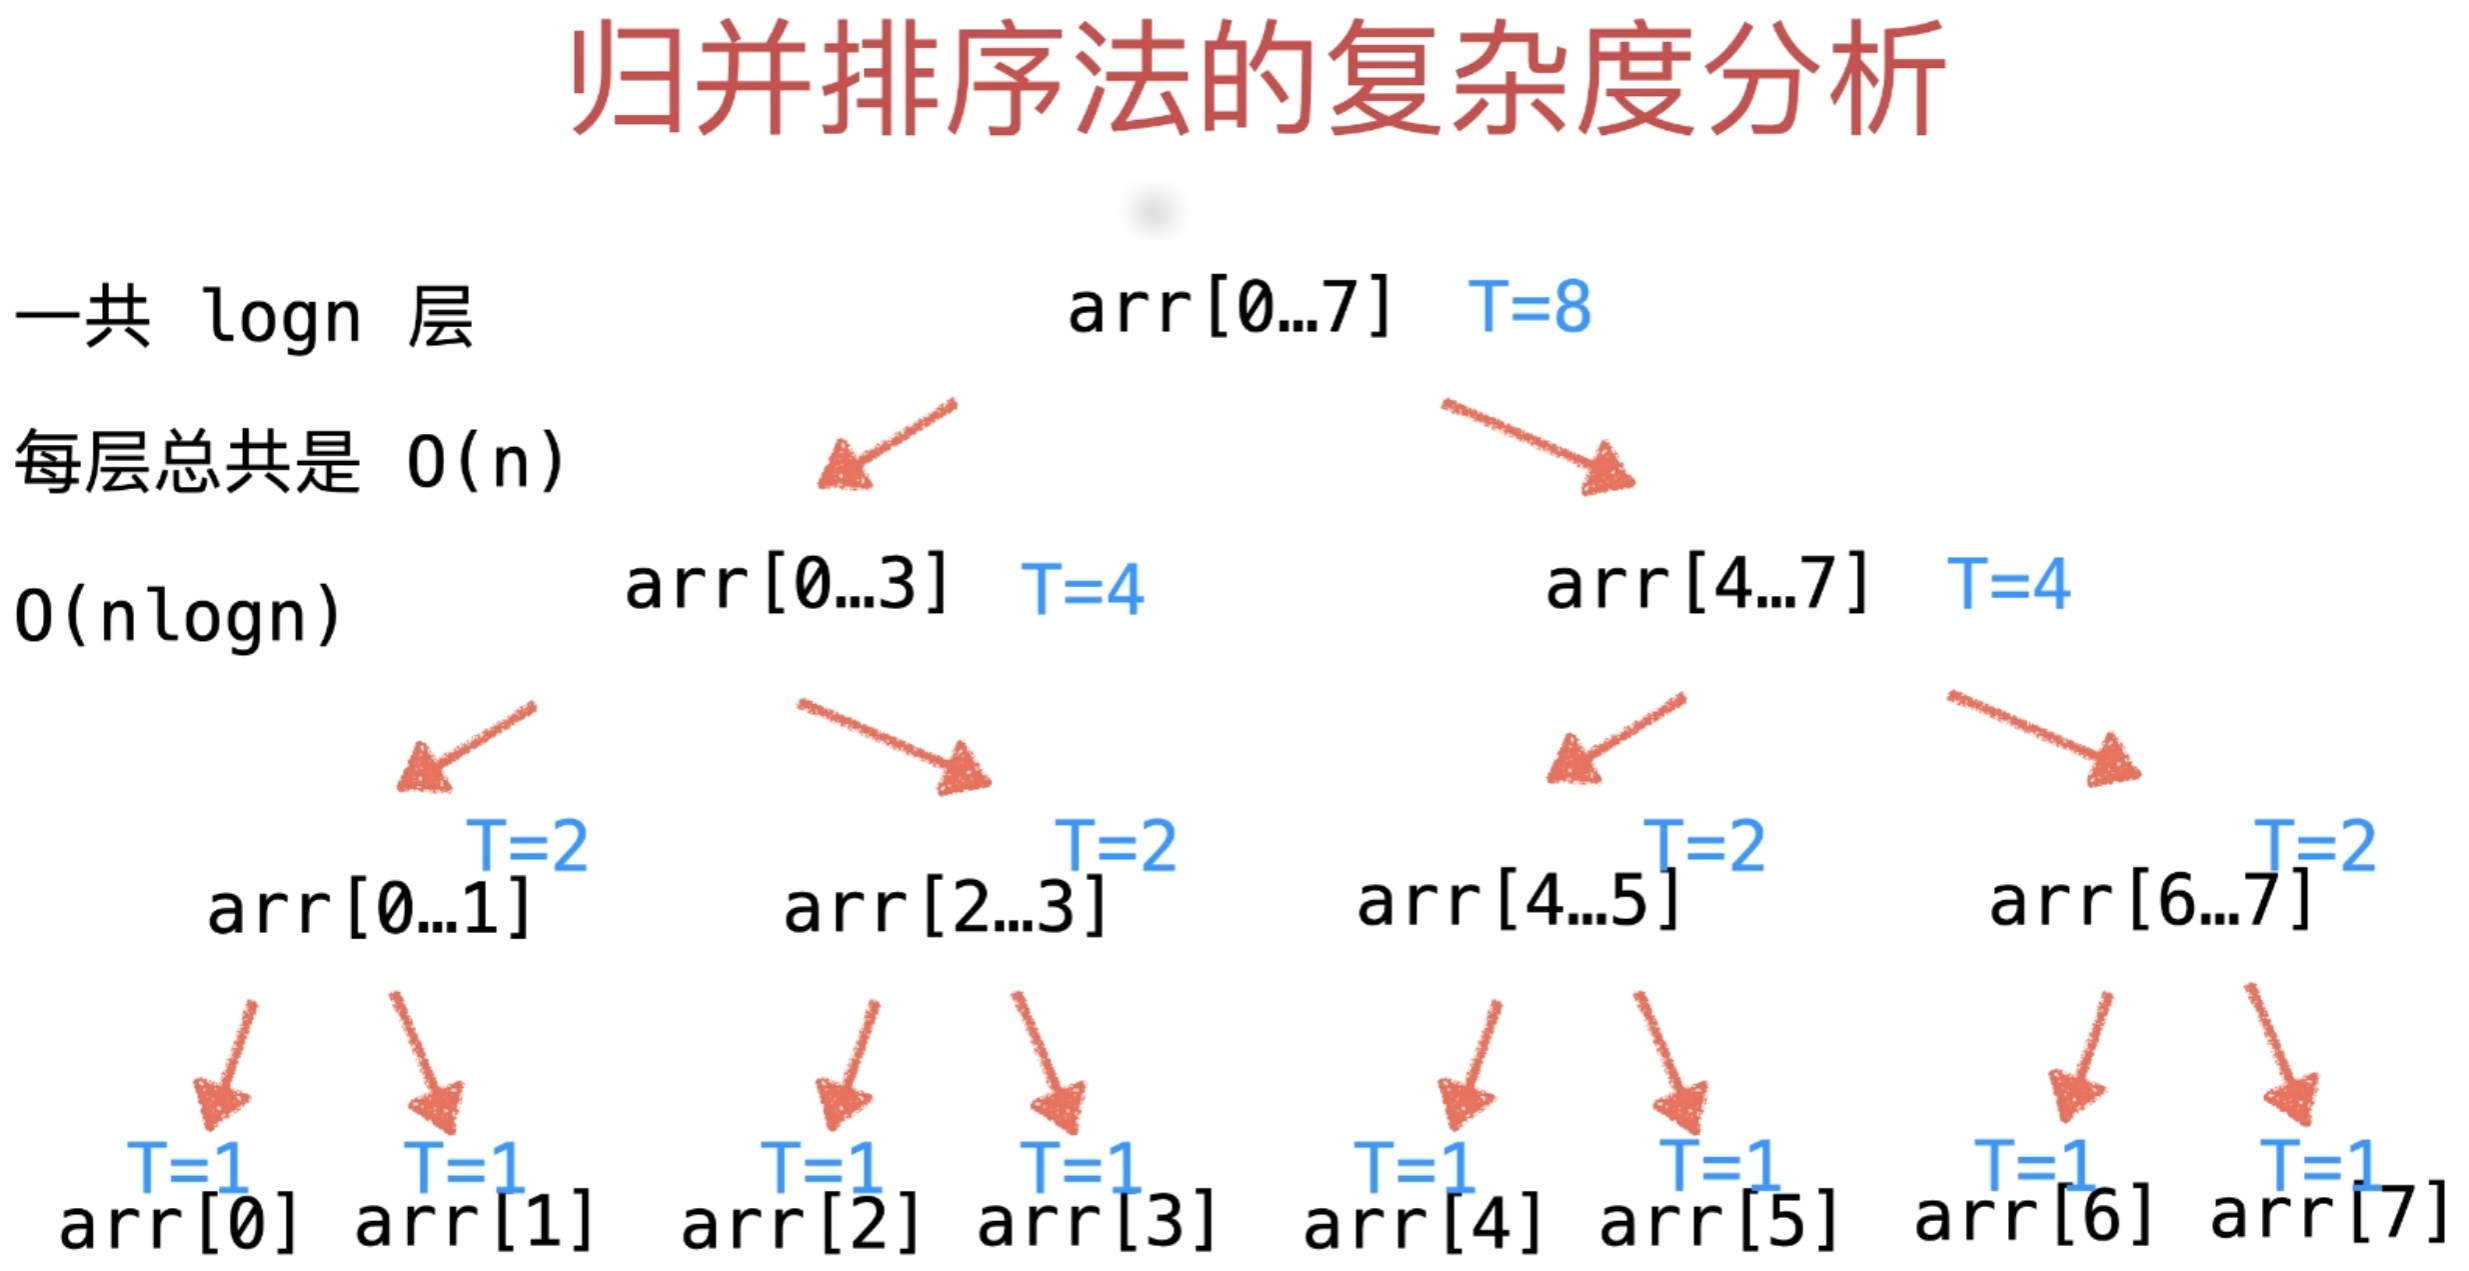 归并排序法的复杂度分析
一共 logn 层
每层总共是 O(n)
O(nlogn)
arr[0…7] T=8
arr[0…3] T=4 arr[4…7] T=4
T=2 T=2 T=2 T=2
arr[0…1] arr[2…3] arr[4…5] arr[6…7]
T=1 T=1 T=1 T=1 T=1 T=1 T=1 T=1
arr[0] arr[1] arr[2] arr[3] arr[4] arr[5] arr[6] arr[7]